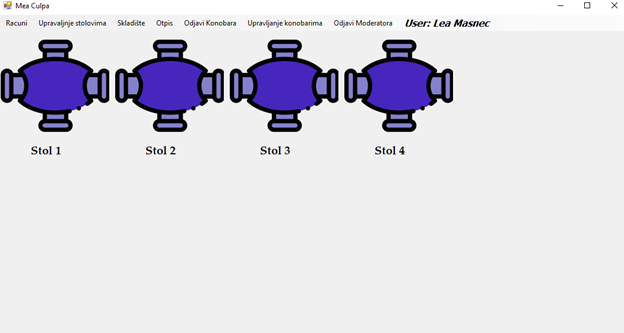 Mea Culpa
Racuni Upravaljnje stolovima Skladište Otpis Odjavi Konobara Upravljanje konobarima Odjavi Moderatora User: Lea Masnec
Stol 1 Stol 2 Stol 3 Stol 4